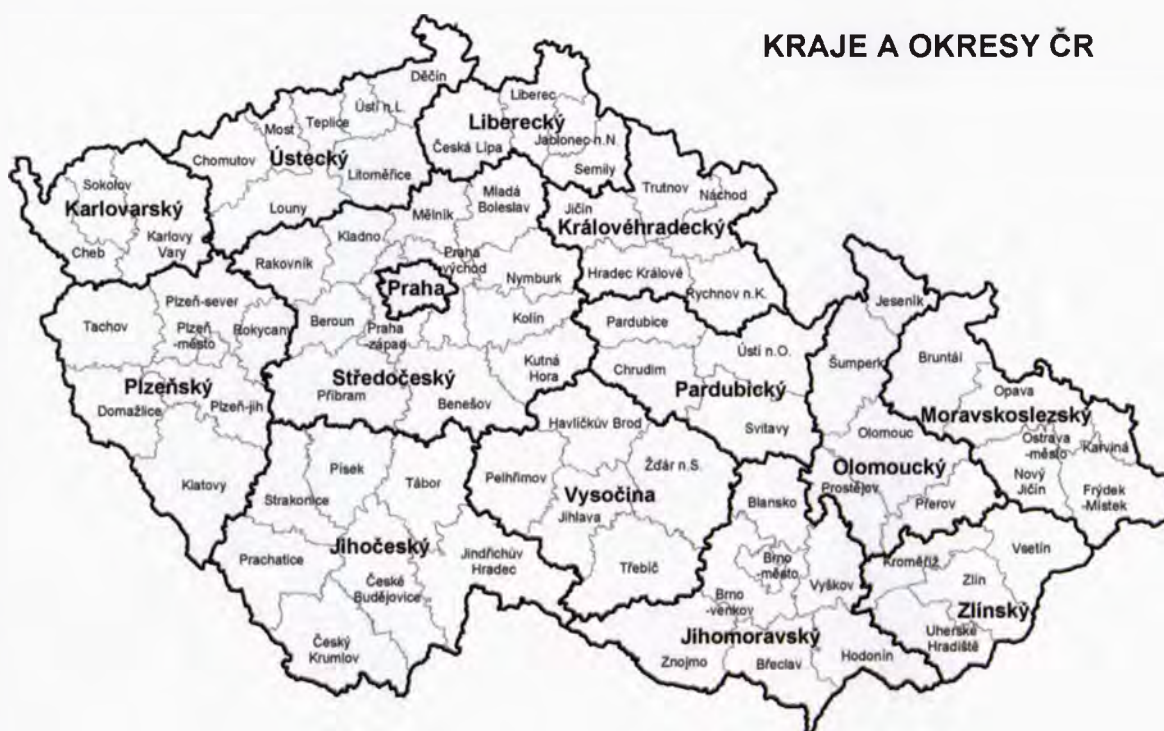 KRAJE A OKRESY ČR
Děčín
Liberec
Ústí n.L.
Teplice
Most
Liberecký
Jablonec n.N.
Chomutov
Ústecký
Česká Lípa
Litoměřice
Semily
Sokolov
Karlovarský
Louny
Mladá
Boleslav
Mělník
Jičín
Trutnov
Náchod
Královéhradecký
Cheb
Karlovy
Vary
Kladno
Rakovník
Praha
-východ
Nymburk
Hradec Králové
Rychnov n.K.
Praha
Jeseník
Plzeň-sever
Tachov
Plzeň
-město
Rokycany
Beroun
Praha
-západ
Kolín
Pardubice
Ústí n.O.
Šumperk
Bruntál
Kutná
Hora
Chrudim
Pardubický
Plzeňský
Středočeský
Příbram
Benešov
Domažlice
Plzeň-jih
Havlíčkův Brod
Svitavy
Opava
Moravskoslezský
Olomouc
Ostrava
-město
Karviná
Klatovy
Písek
Strakonice
Tábor
Pelhřimov
Žďár n.S.
Vysočina
Jihlava
Blansko
Olomoucký
Prostějov
Přerov
Nový
Jičín
Frýdek
-Místek
Prachatice
Jihočeský
Jindřichův
Hradec
Třebíč
Brno
-město
Vyškov
Kroměříž
Vsetín
Zlín
České
Budějovice
Brno
-venkov
Zlínský
Český
Krumlov
Jihomoravský
Uherské
Hradiště
Znojmo
Břeclav
Hodonín